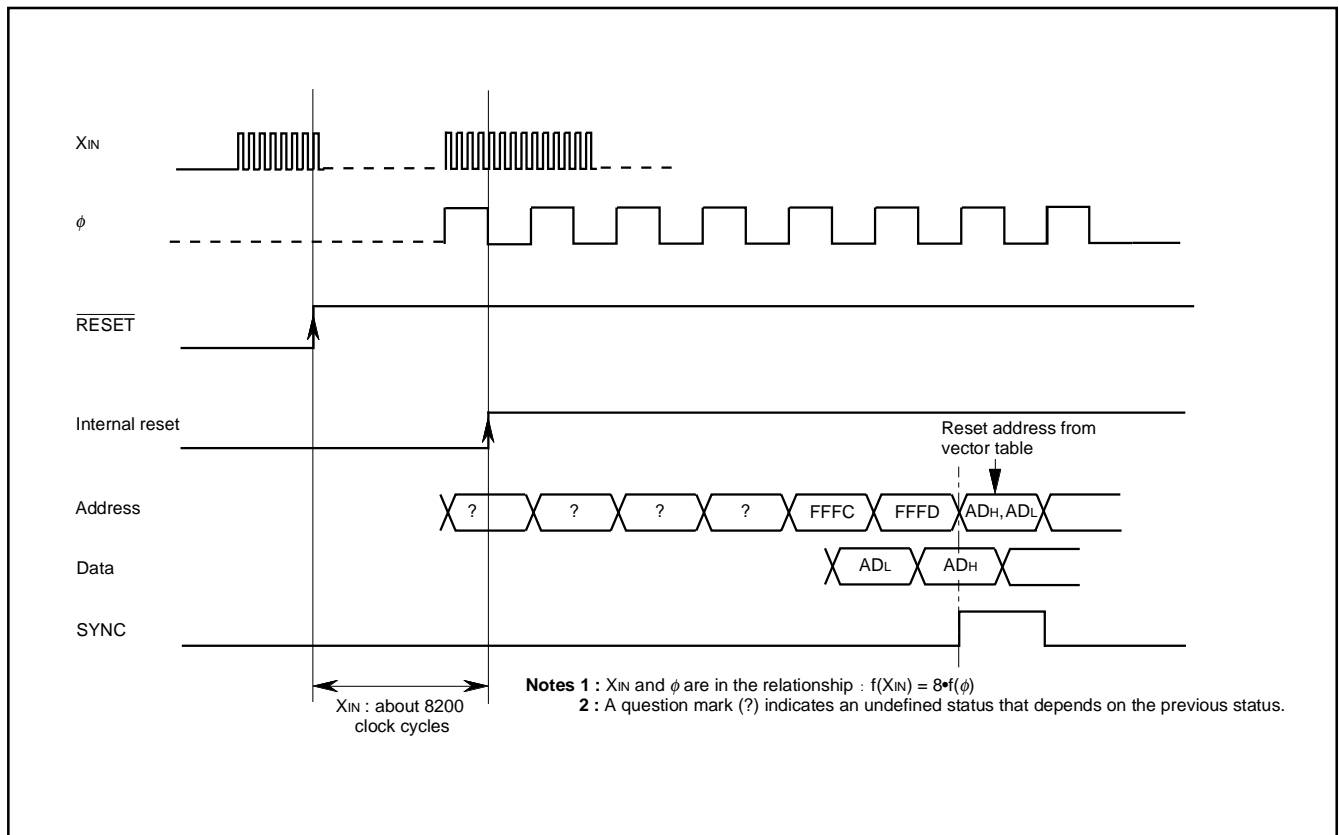 XIN
ϕ
RESET
Internal reset
Reset address from
vector table
Address
? ? ? ? FFFC FFFD ADH, ADL
Data
ADL ADH
SYNC
XIN : about 8200
clock cycles
Notes 1 : XIN and ϕ are in the relationship : f(XIN) = 8•f(ϕ)
2 : A question mark (?) indicates an undefined status that depends on the previous status.